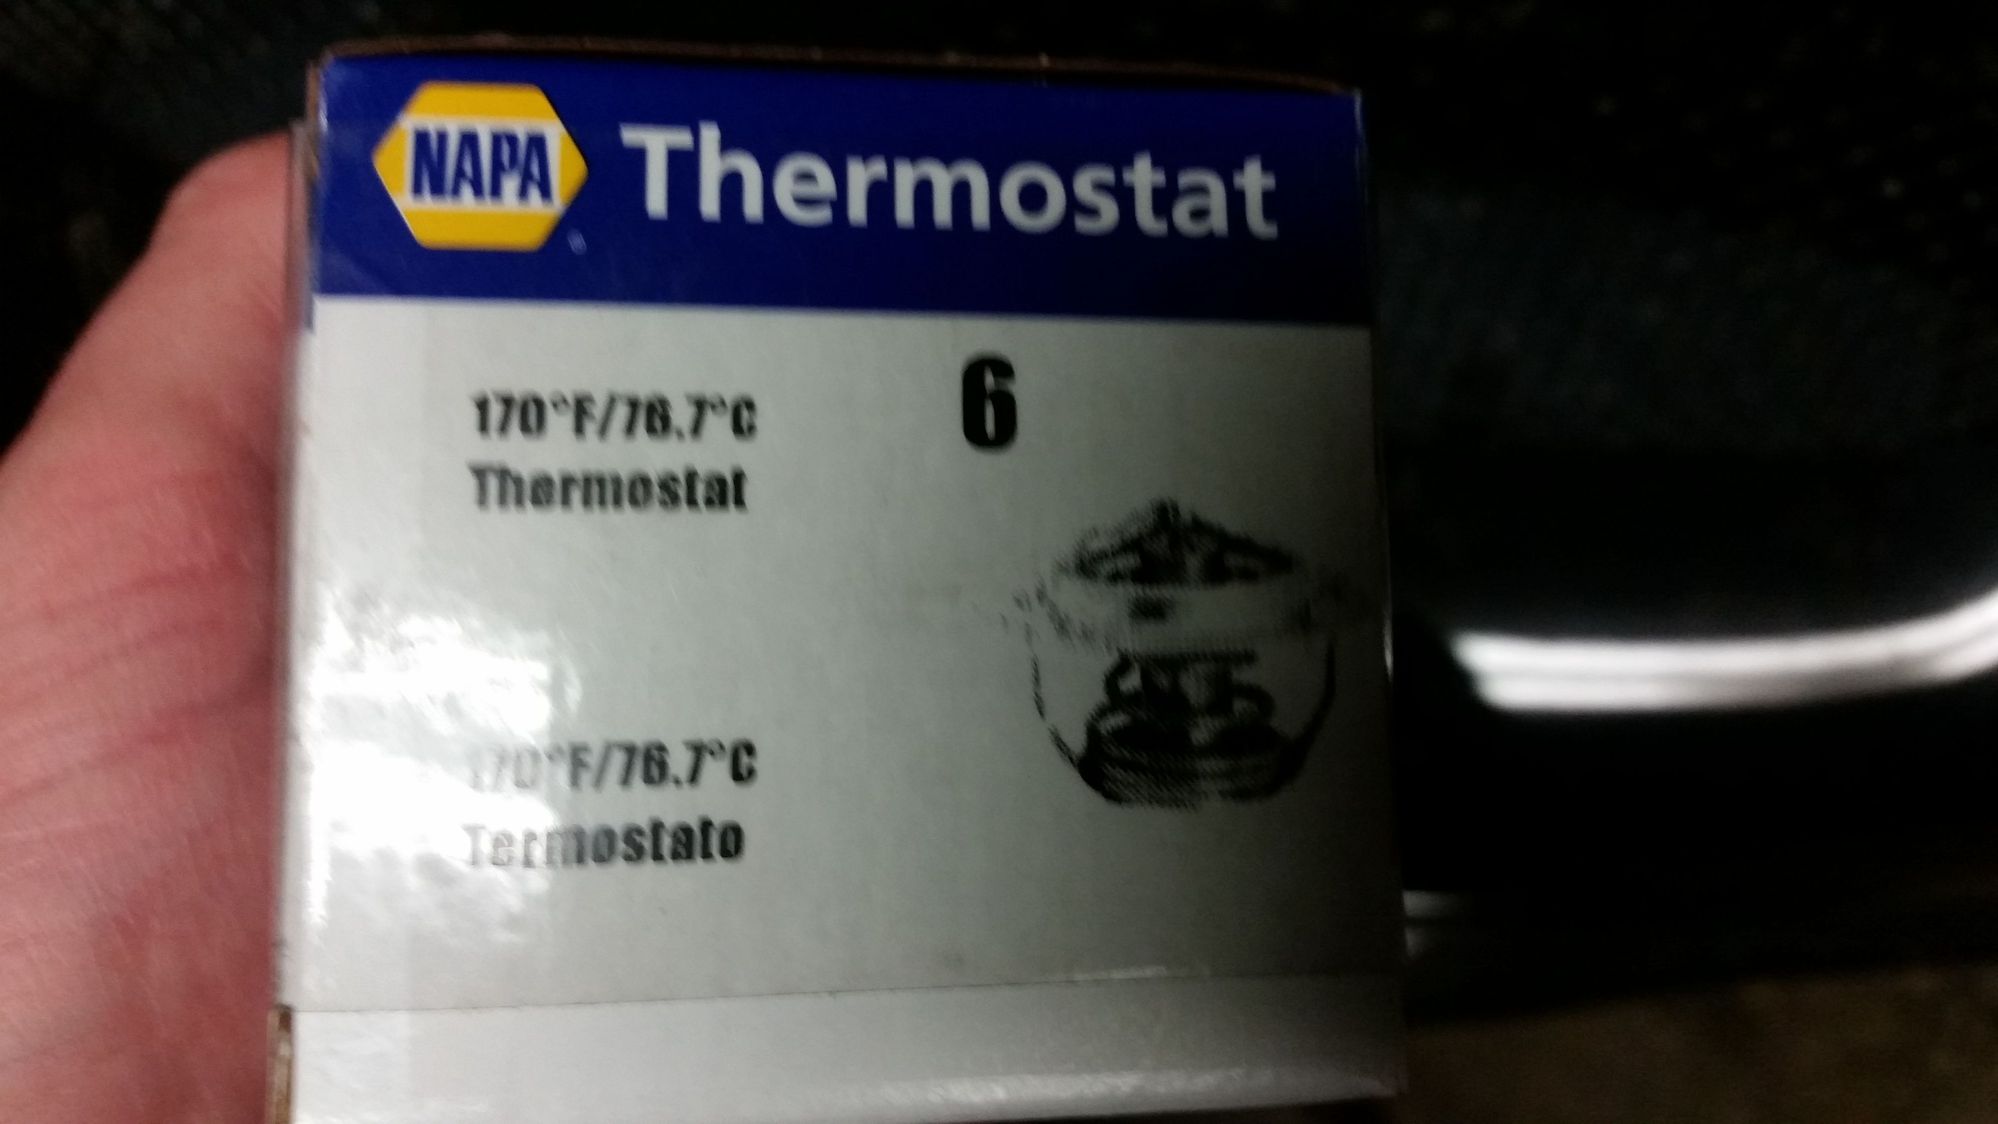 NAPA Thermostat
6
170°F/76.7°C
Thermostat
170°F/76.7°C
Termostato